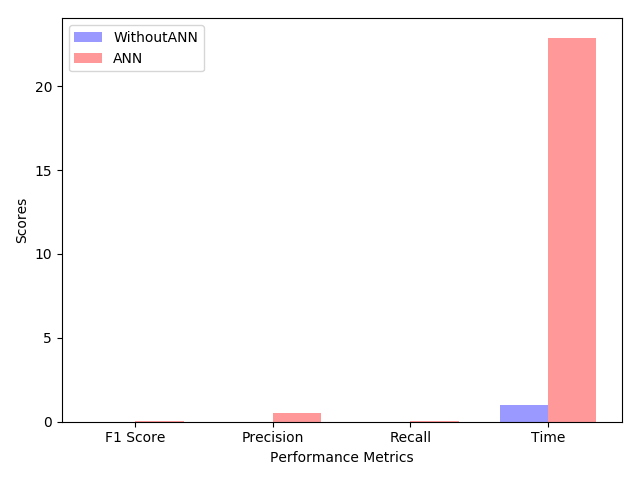 WithoutANN
ANN
Scores
20
15
10
5
0
F1 Score Precision Recall Time
Performance Metrics